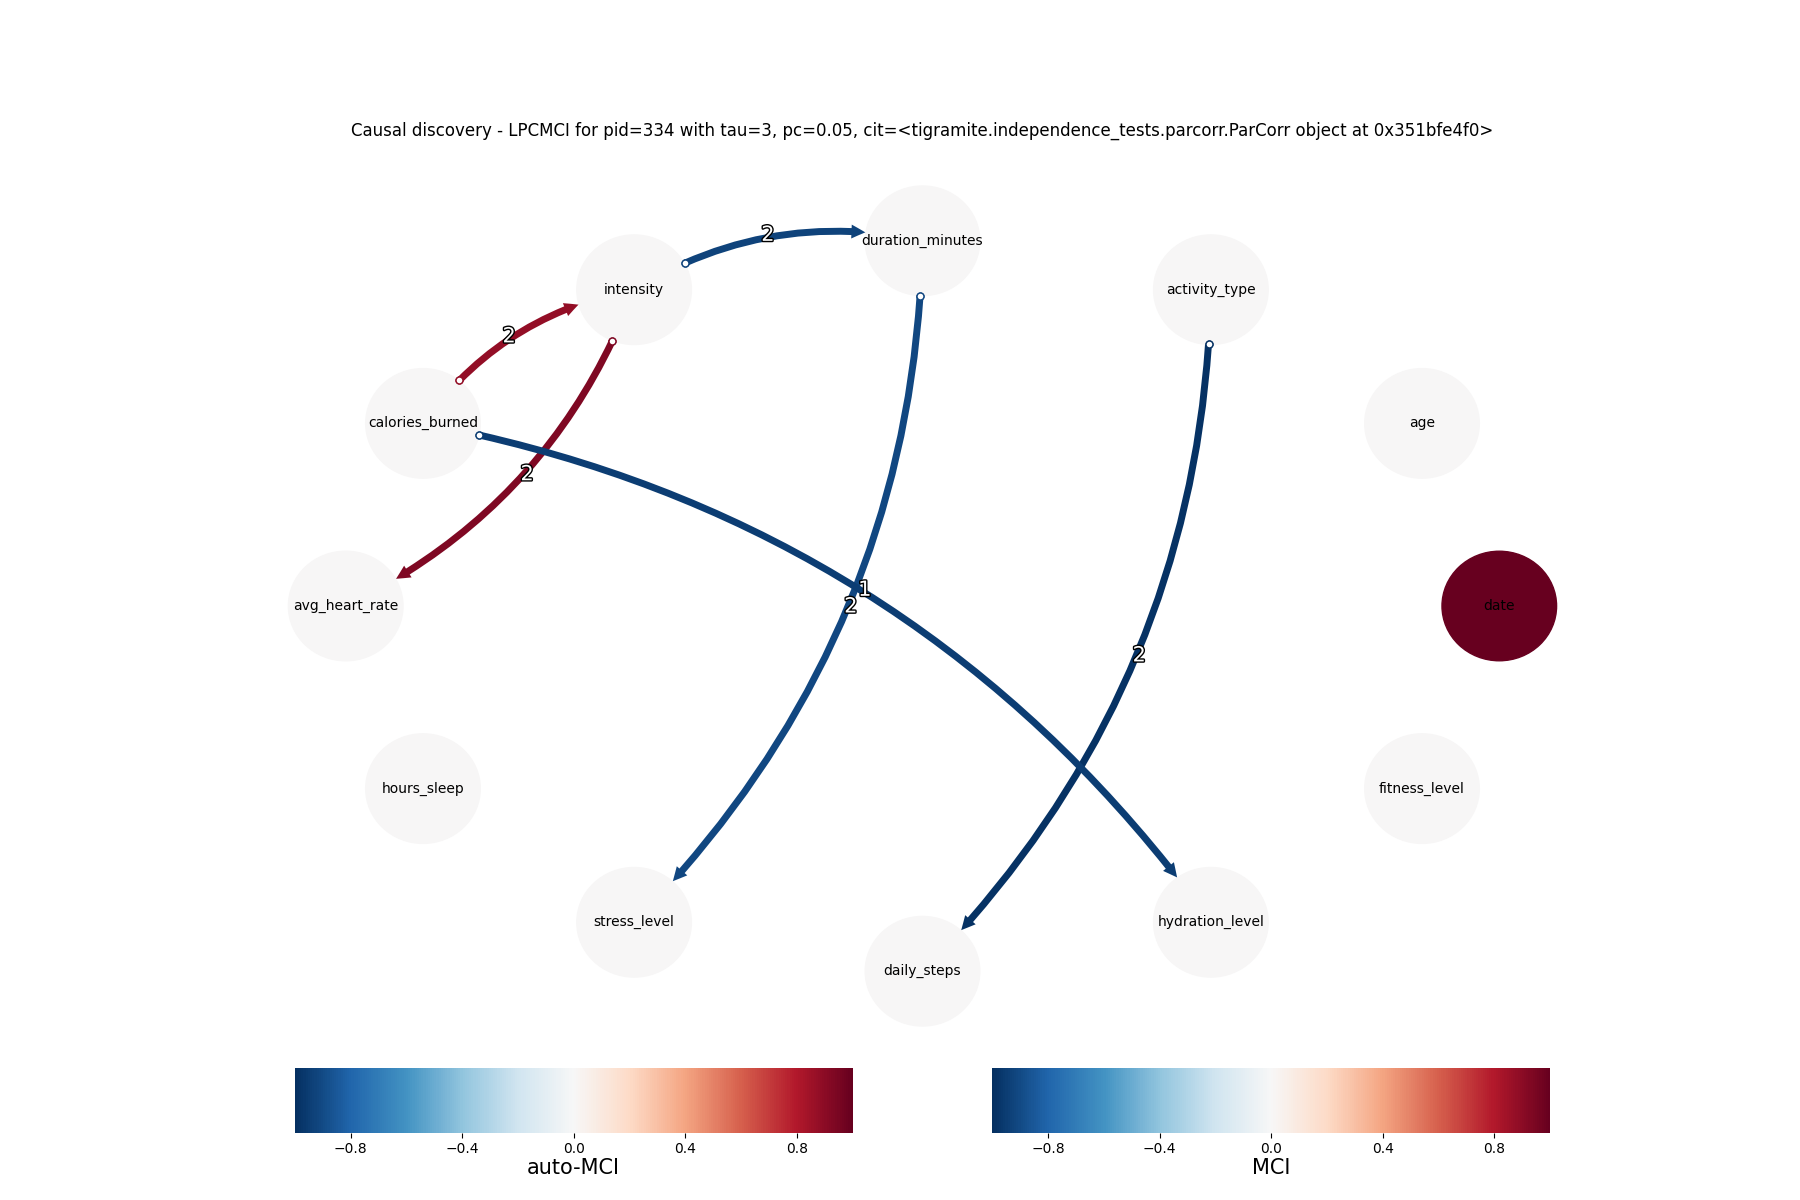 Causal discovery - LPCMCI for pid=334 with tau=3, pc=0.05, cit=<tigramite.independence_tests.parcorr.ParCorr object at 0x351bfe4f0>
2
duration_minutes
intensity
activity_type
2
calories_burned
age
2
1
2
avg_heart_rate
date
2
hours_sleep
fitness_level
stress_level
hydration_level
daily_steps
−0.8 −0.4 0.0 0.4 0.8
auto-MCI
−0.8 −0.4 0.0 0.4 0.8
MCI